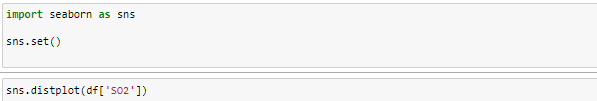 import seaborn as sns
sns.set()
sns.distplot(df['SO2'])